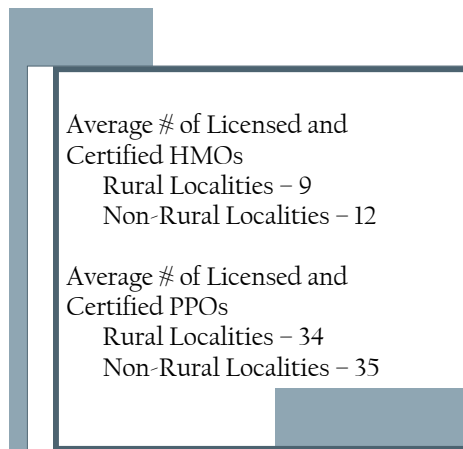 Average # of Licensed and
Certified HMOs
Rural Localities – 9
Non-Rural Localities – 12
Average # of Licensed and
Certified PPOs
Rural Localities – 34
Non-Rural Localities – 35